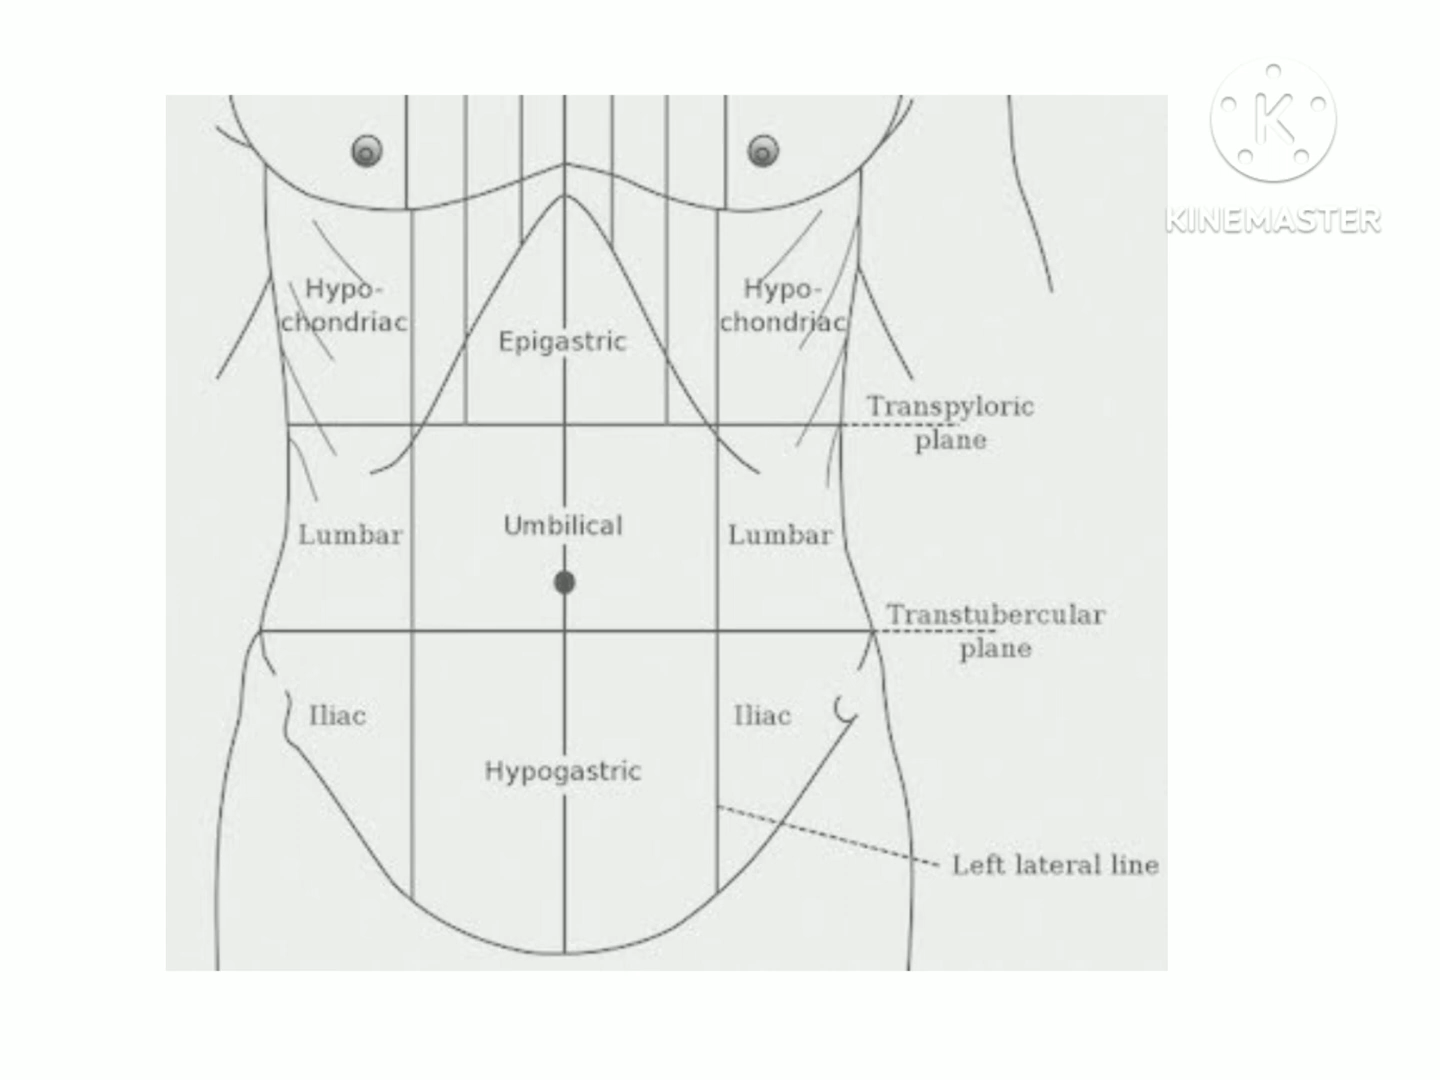 KINEMASTER
Hypo-
chondriac
Hypo-
chondriac
Epigastric
Transpyloric
plane
Lumbar
Umbilical
Lumbar
Transtubercular
plane
Iliac
Iliac
Hypogastric
Left lateral line